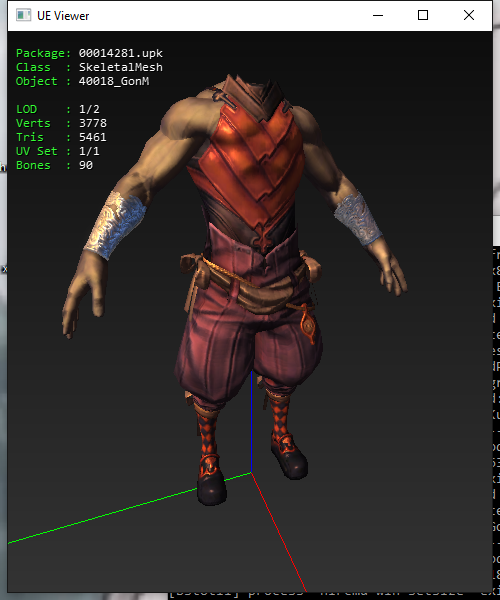 UE Viewer
Package: 00014281.upk
Class : SkeletalMesh
Object : 40018_GonM
LOD : 1/2
Verts : 3778
Tris : 5461
UV Set : 1/1
Bones : 90